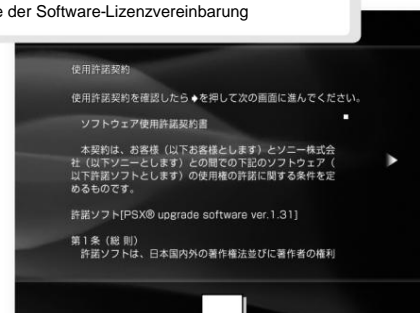 e der Software-Lizenzvereinbarung
使用許諾契約
使用許諾契約を確認したら♦を押して次の画面に進んでください。
ソフトウェア使用許諾契約書
本契約は、お客様（以下お客様とします）とソニー株式会
社（以下ソニーとします）との間での下記のソフトウェア（
以下許諾ソフトとします）の使用権の許諾に関する条件を定
めるものです。
許諾ソフト[PSX® upgrade software ver.1.31]
第１条（総 則）
許諾ソフトは、日本国内外の著作権法並びに著作者の権利